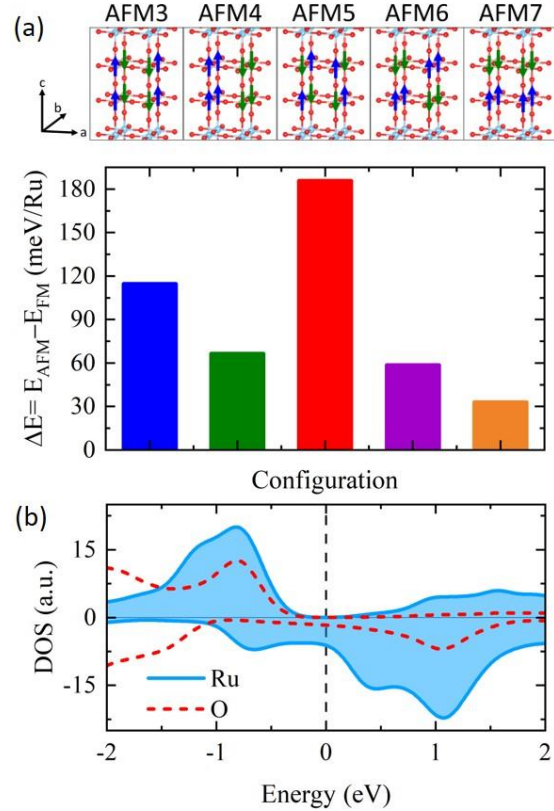 (a) AFM3 AFM4 AFM5 AFM6 AFM7
c
b
a
ΔE= E_AFM−E_FM (meV/Ru)
180
150
120
90
60
30
0
Configuration
(b)
DOS (a.u.)
15
0
-15
Ru
O
-2 -1 0 1 2
Energy (eV)